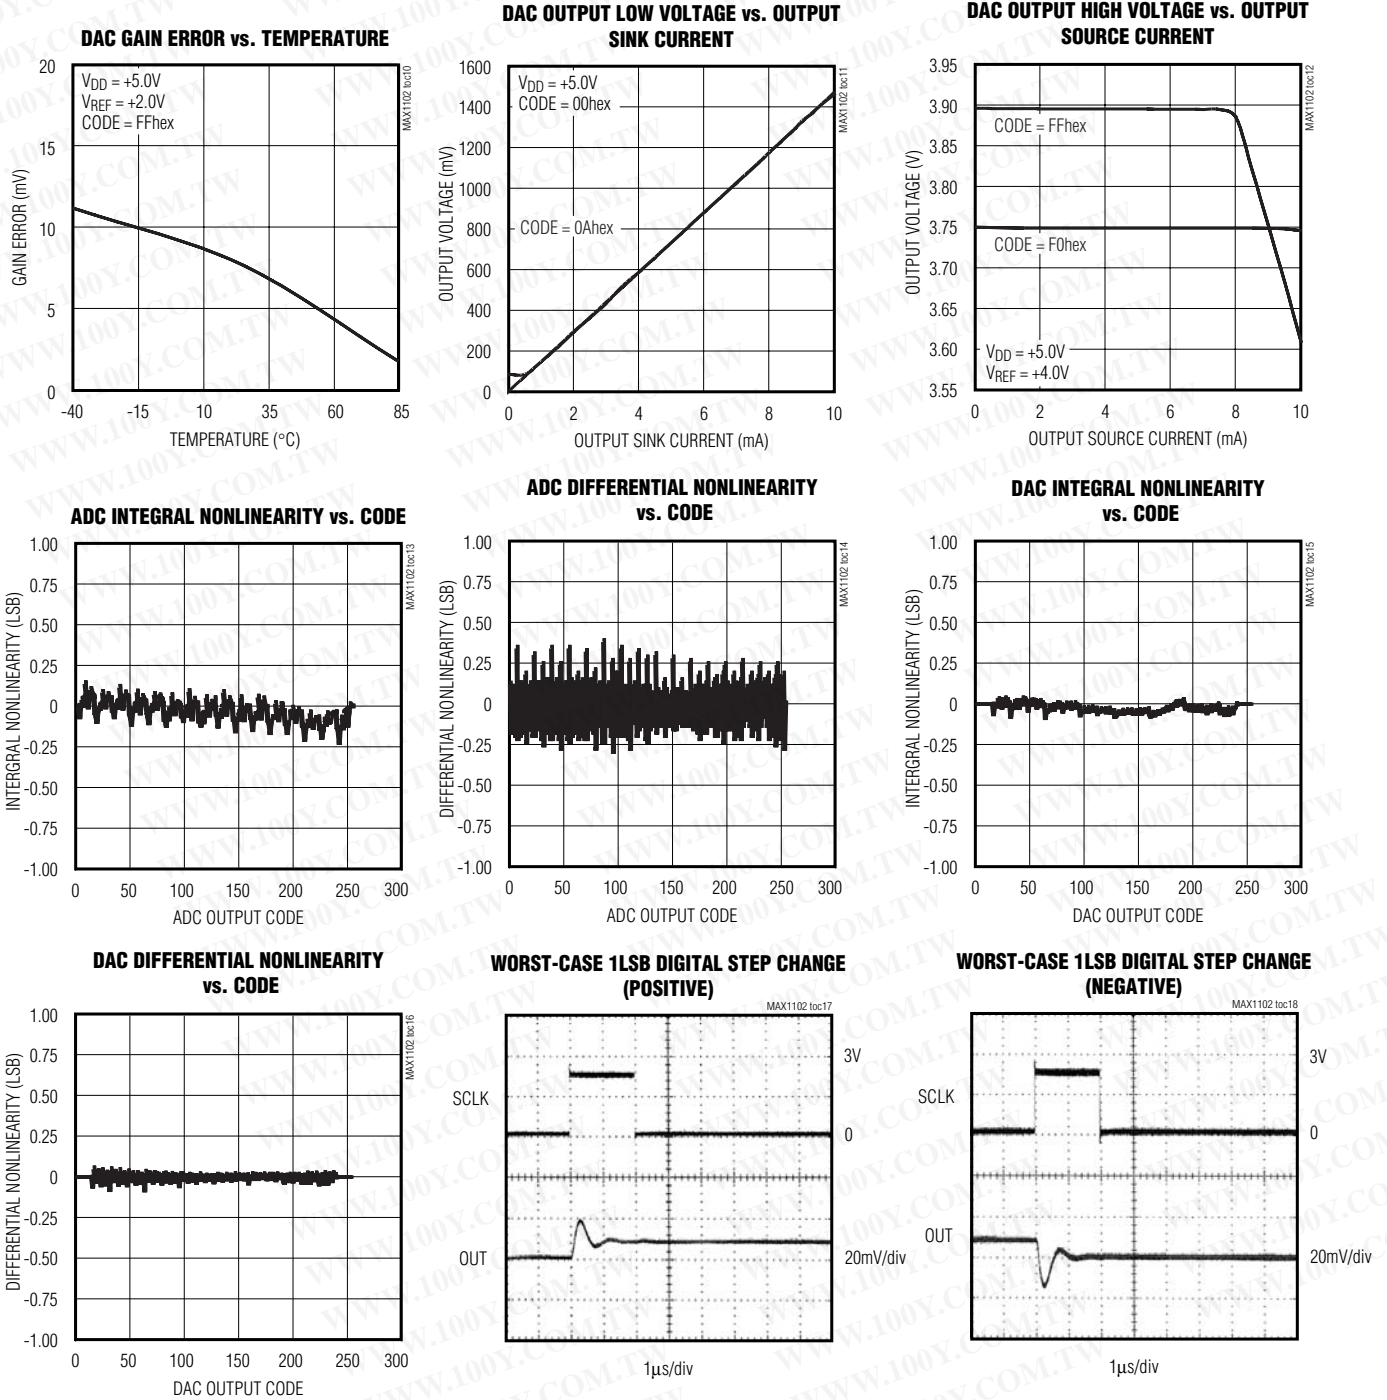 DAC GAIN ERROR vs. TEMPERATURE
20
15
10
5
0
-40
-15
10
35
60
85
GAIN ERROR (mV)
TEMPERATURE (°C)
VDD = +5.0V
VREF = +2.0V
CODE = FFhex
MAX1102 toc10
DAC OUTPUT LOW VOLTAGE vs. OUTPUT
SINK CURRENT
1600
1400
1200
1000
800
600
400
200
0
0
2
4
6
8
10
OUTPUT VOLTAGE (mV)
OUTPUT SINK CURRENT (mA)
VDD = +5.0V
CODE = 00hex
CODE = 0Ahex
MAX1102 toc11
DAC OUTPUT HIGH VOLTAGE vs. OUTPUT
SOURCE CURRENT
3.95
3.90
3.85
3.80
3.75
3.70
3.65
3.60
3.55
0
2
4
6
8
10
OUTPUT VOLTAGE (V)
OUTPUT SOURCE CURRENT (mA)
CODE = FFhex
CODE = F0hex
VDD = +5.0V
VREF = +4.0V
MAX1102 toc12
ADC INTEGRAL NONLINEARITY vs. CODE
1.00
0.75
0.50
0.25
0
-0.25
-0.50
-0.75
-1.00
0
50
100
150
200
250
300
INTERGRAL NONLINEARITY (LSB)
ADC OUTPUT CODE
MAX1102 toc13
ADC DIFFERENTIAL NONLINEARITY
vs. CODE
1.00
0.75
0.50
0.25
0
-0.25
-0.50
-0.75
-1.00
0
50
100
150
200
250
300
DIFFERENTIAL NONLINEARITY (LSB)
ADC OUTPUT CODE
MAX1102 toc14
DAC INTEGRAL NONLINEARITY
vs. CODE
1.00
0.75
0.50
0.25
0
-0.25
-0.50
-0.75
-1.00
0
50
100
150
200
250
300
INTERGRAL NONLINEARITY (LSB)
DAC OUTPUT CODE
MAX1102 toc15
DAC DIFFERENTIAL NONLINEARITY
vs. CODE
1.00
0.75
0.50
0.25
0
-0.25
-0.50
-0.75
-1.00
0
50
100
150
200
250
300
DIFFERENTIAL NONLINEARITY (LSB)
DAC OUTPUT CODE
MAX1102 toc16
WORST-CASE 1LSB DIGITAL STEP CHANGE
(POSITIVE)
MAX1102 toc17
SCLK
3V
0
OUT
20mV/div
1µs/div
WORST-CASE 1LSB DIGITAL STEP CHANGE
(NEGATIVE)
MAX1102 toc18
SCLK
3V
0
OUT
20mV/div
1µs/div
WWW.100Y.COM.TW